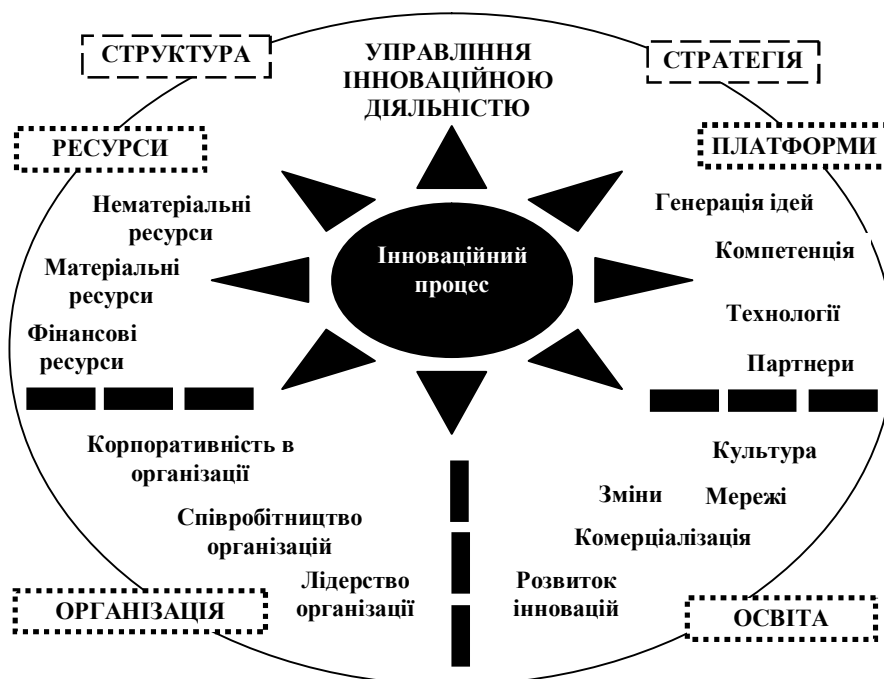 СТРУКТУРА
УПРАВЛІННЯ
ІННОВАЦІЙНОЮ
ДІЯЛЬНІСТЮ
СТРАТЕГІЯ
РЕСУРСИ
Нематеріальні
ресурси
Матеріальні
ресурси
Фінансові
ресурси
Інноваційний
процес
ПЛАТФОРМИ
Генерація ідей
Компетенція
Технології
Партнери
Корпоративність в
організації
Співробітництво
організацій
Лідерство
організації
ОРГАНІЗАЦІЯ
Культура
Зміни Мережі
Комерціалізація
Розвиток
інновацій
ОСВІТА